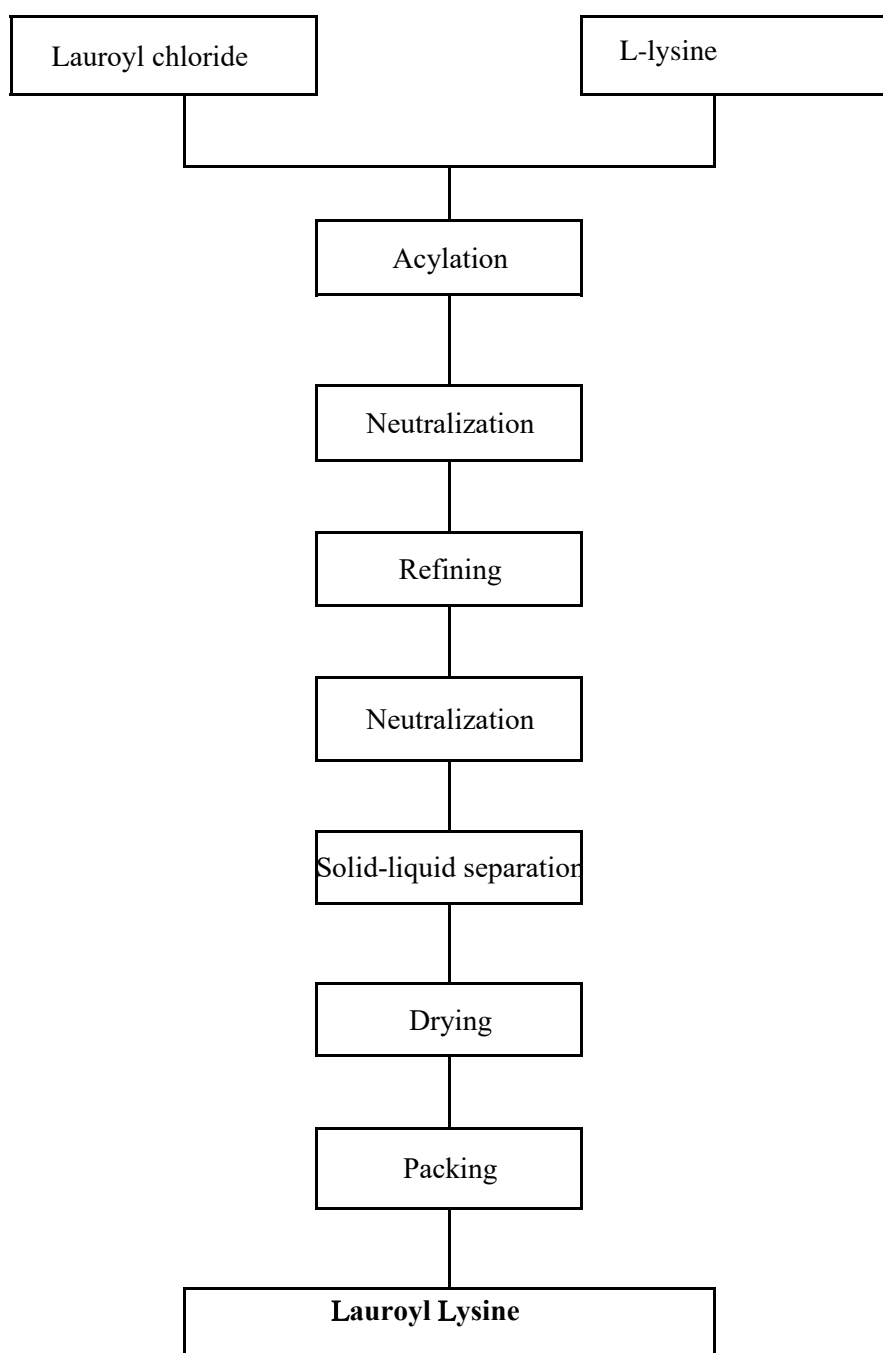 Lauroyl chloride
L-lysine
Acylation
Neutralization
Refining
Neutralization
Solid-liquid separation
Drying
Packing
Lauroyl Lysine